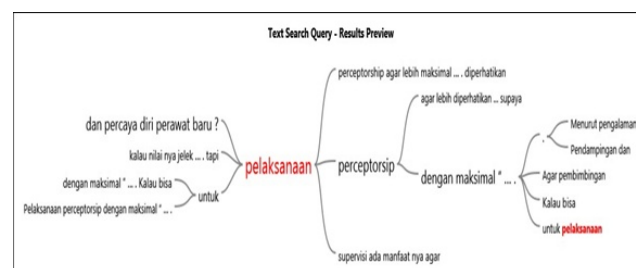 Text Search Query - Results Preview
dan percaya diri perawat baru ?
kalau nilai nya jelek ... . tapi
dengan maksimal " ... . Kalau bisa
Pelaksanaan perceptorsip dengan maksimal " ... .
untuk
pelaksanaan
perceptorship agar lebih maksimal ... . diperhatikan
perceptorsip
agar lebih diperhatikan ... supaya
dengan maksimal " ... .
.
Menurut pengalaman
Pendampingan dan
Agar pembimbingan
Kalau bisa
untuk pelaksanaan
supervisi ada manfaat nya agar